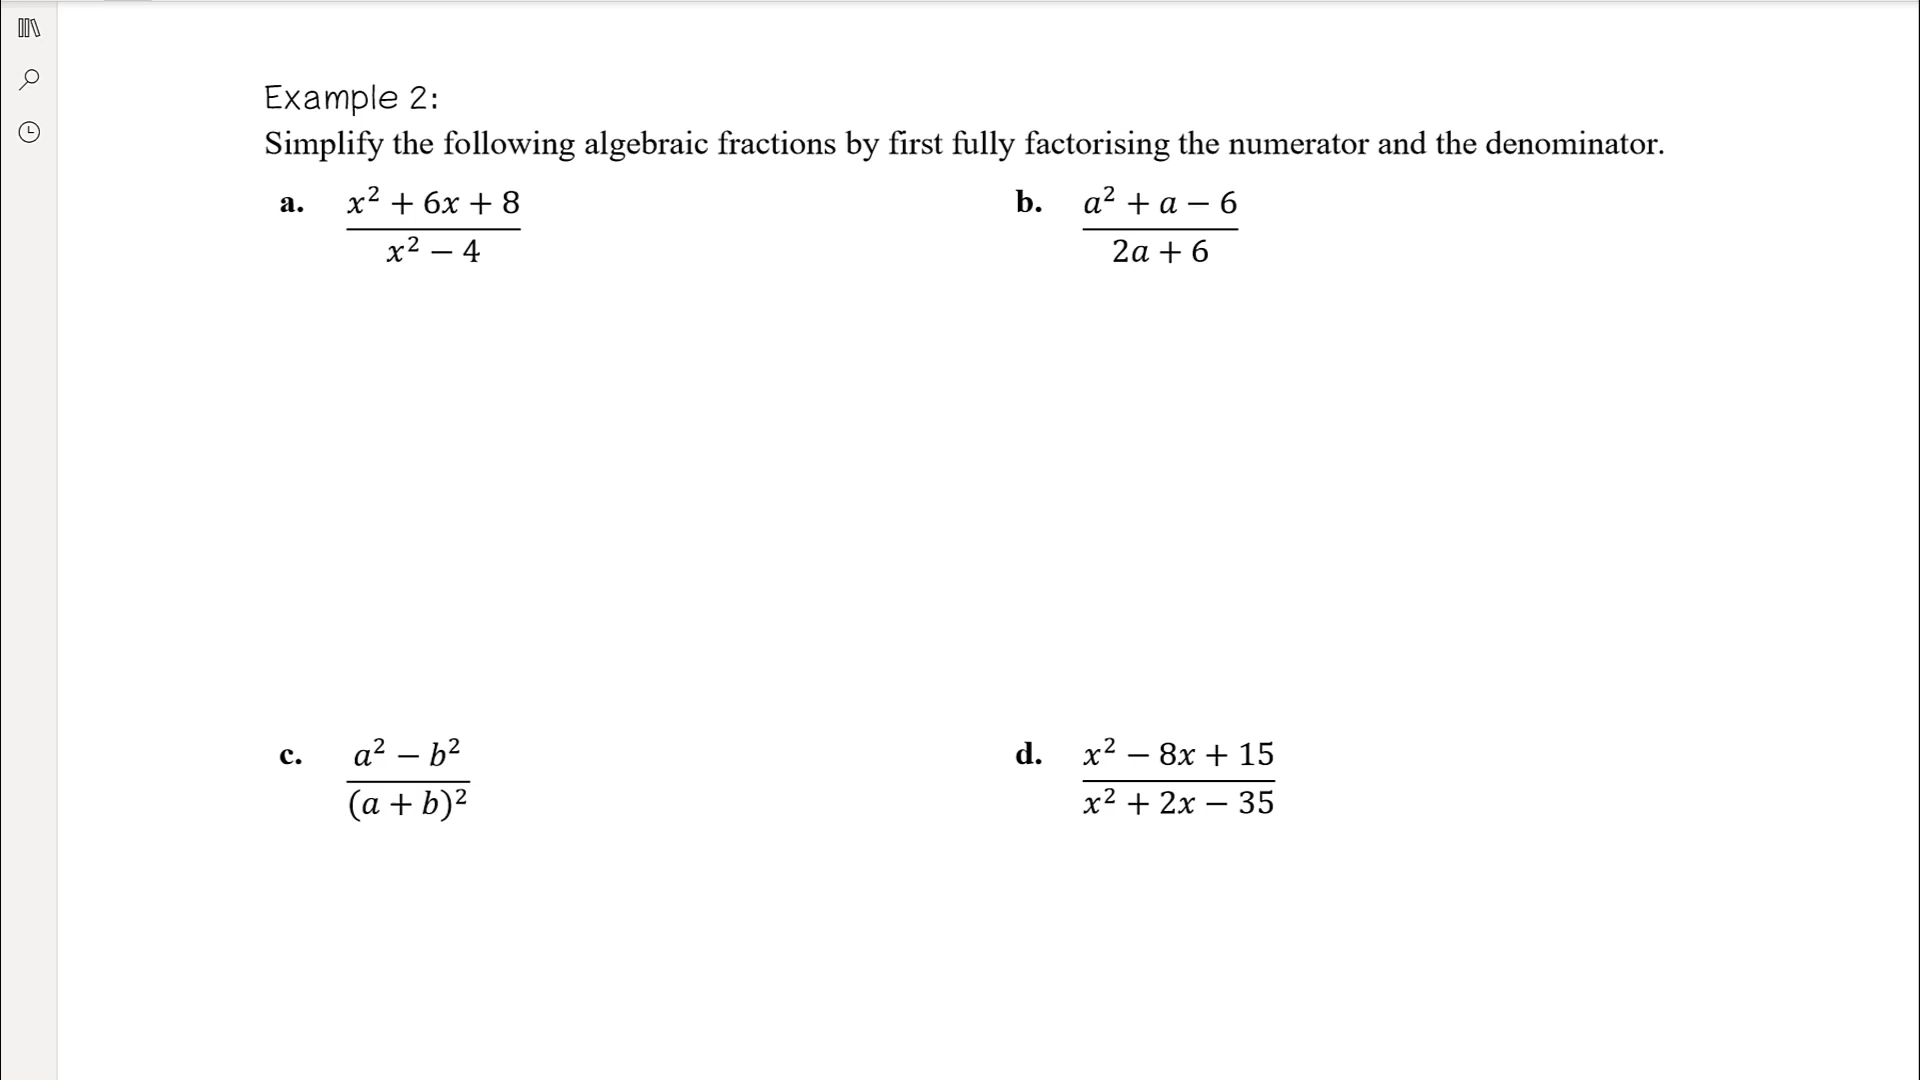 Example 2:
Simplify the following algebraic fractions by first fully factorising the numerator and the denominator.
a. (x² + 6x + 8)/(x² − 4)
b. (a² + a − 6)/(2a + 6)
c. (a² − b²)/(a + b)²
d. (x² − 8x + 15)/(x² + 2x − 35)